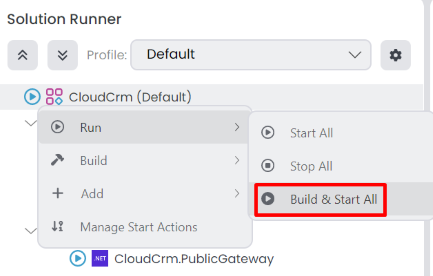 Solution Runner
Profile: Default
CloudCrm (Default)
Run
Start All
Build
Stop All
Add
Build & Start All
Manage Start Actions
.NET CloudCrm.PublicGateway